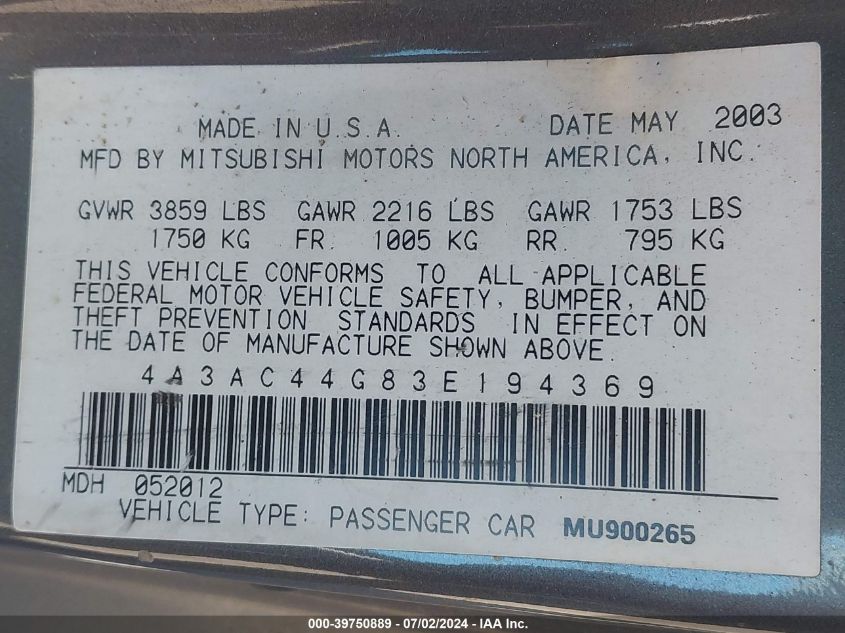 MADE IN U.S.A. DATE MAY 2003
MFD BY MITSUBISHI MOTORS NORTH AMERICA, INC.
GVWR 3859 LBS GAWR 2216 LBS GAWR 1753 LBS
1750 KG FR. 1005 KG RR. 795 KG
THIS VEHICLE CONFORMS TO ALL APPLICABLE
FEDERAL MOTOR VEHICLE SAFETY, BUMPER, AND
THEFT PREVENTION STANDARDS IN EFFECT ON
THE DATE OF MANUFACTURE SHOWN ABOVE.
4A3AC44G83E194369
MDH 052012
VEHICLE TYPE: PASSENGER CAR MU900265
000-39750889 - 07/02/2024 - IAA Inc.